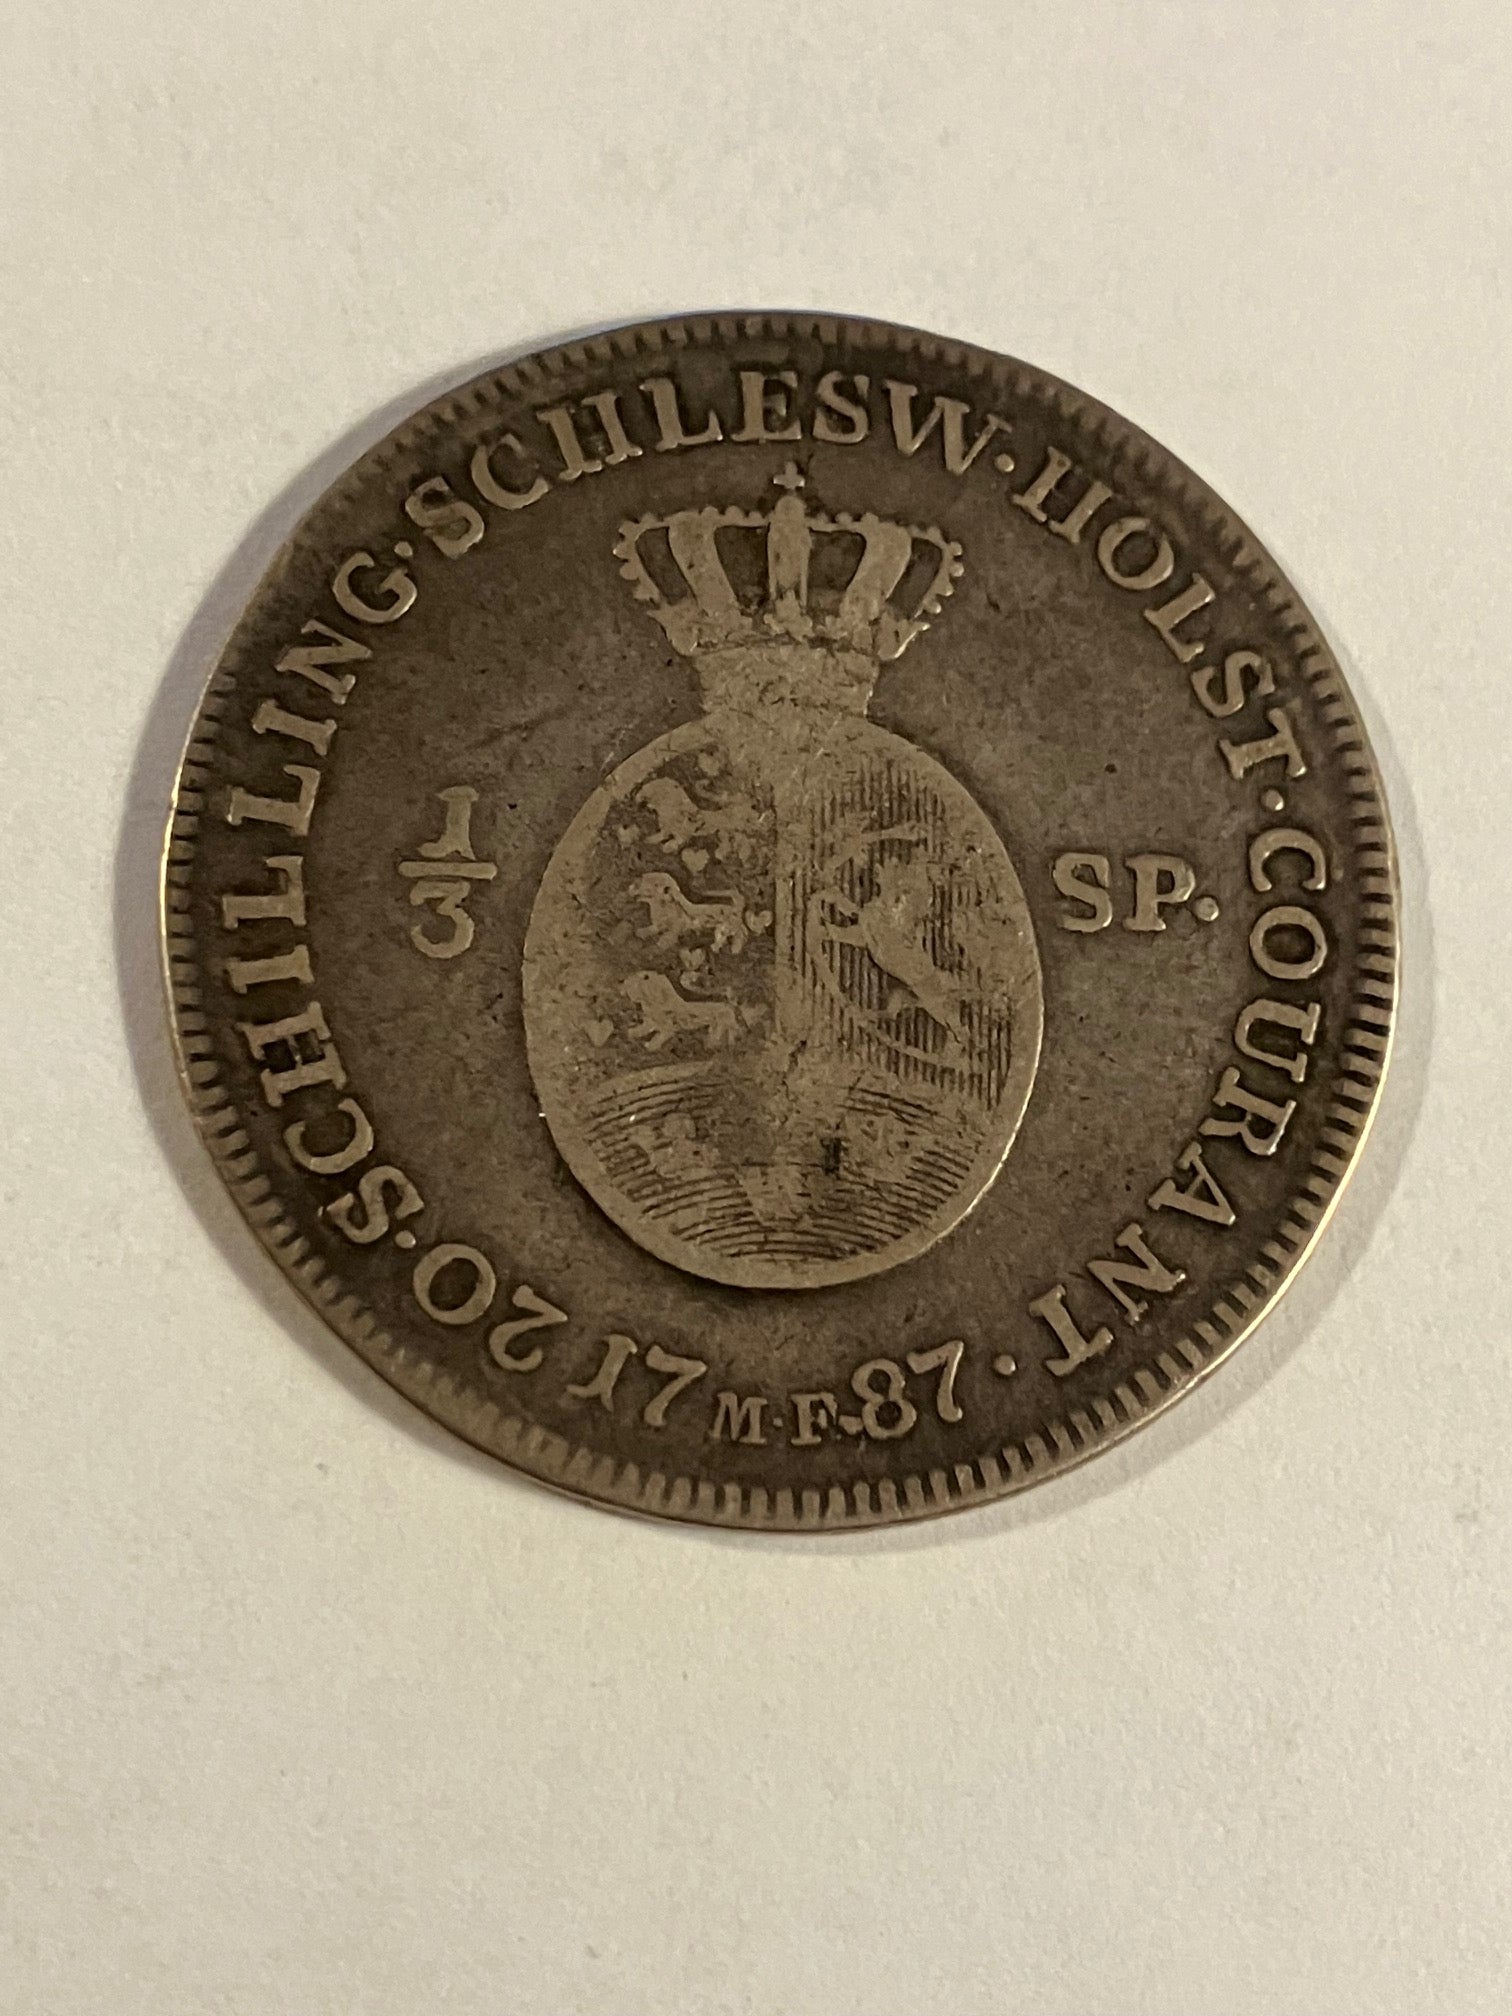 20·SCHILLING·SCHLESW·HOLST·COURANT·
1/3 SP.
17 M·F· 87